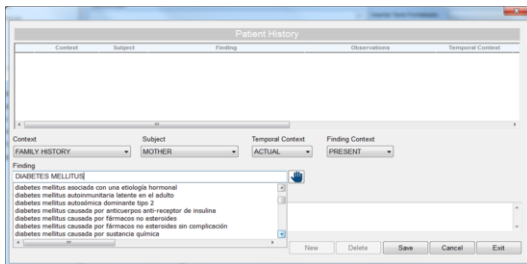 Patient History
Context Subject Finding Observations Temporal Context
Context Subject Temporal Context Finding Context
FAMILY HISTORY MOTHER ACTUAL PRESENT
Finding
DIABETES MELLITUS
diabetes mellitus asociada con una etiología hormonal
diabetes mellitus autoinmunitaria latente en el adulto
diabetes mellitus autosómica dominante tipo 2
diabetes mellitus causada por anticuerpos anti-receptor de insulina
diabetes mellitus causada por fármacos no esteroides
diabetes mellitus causada por fármacos no esteroides sin complicación
diabetes mellitus causada por sustancia química
New Delete Save Cancel Exit